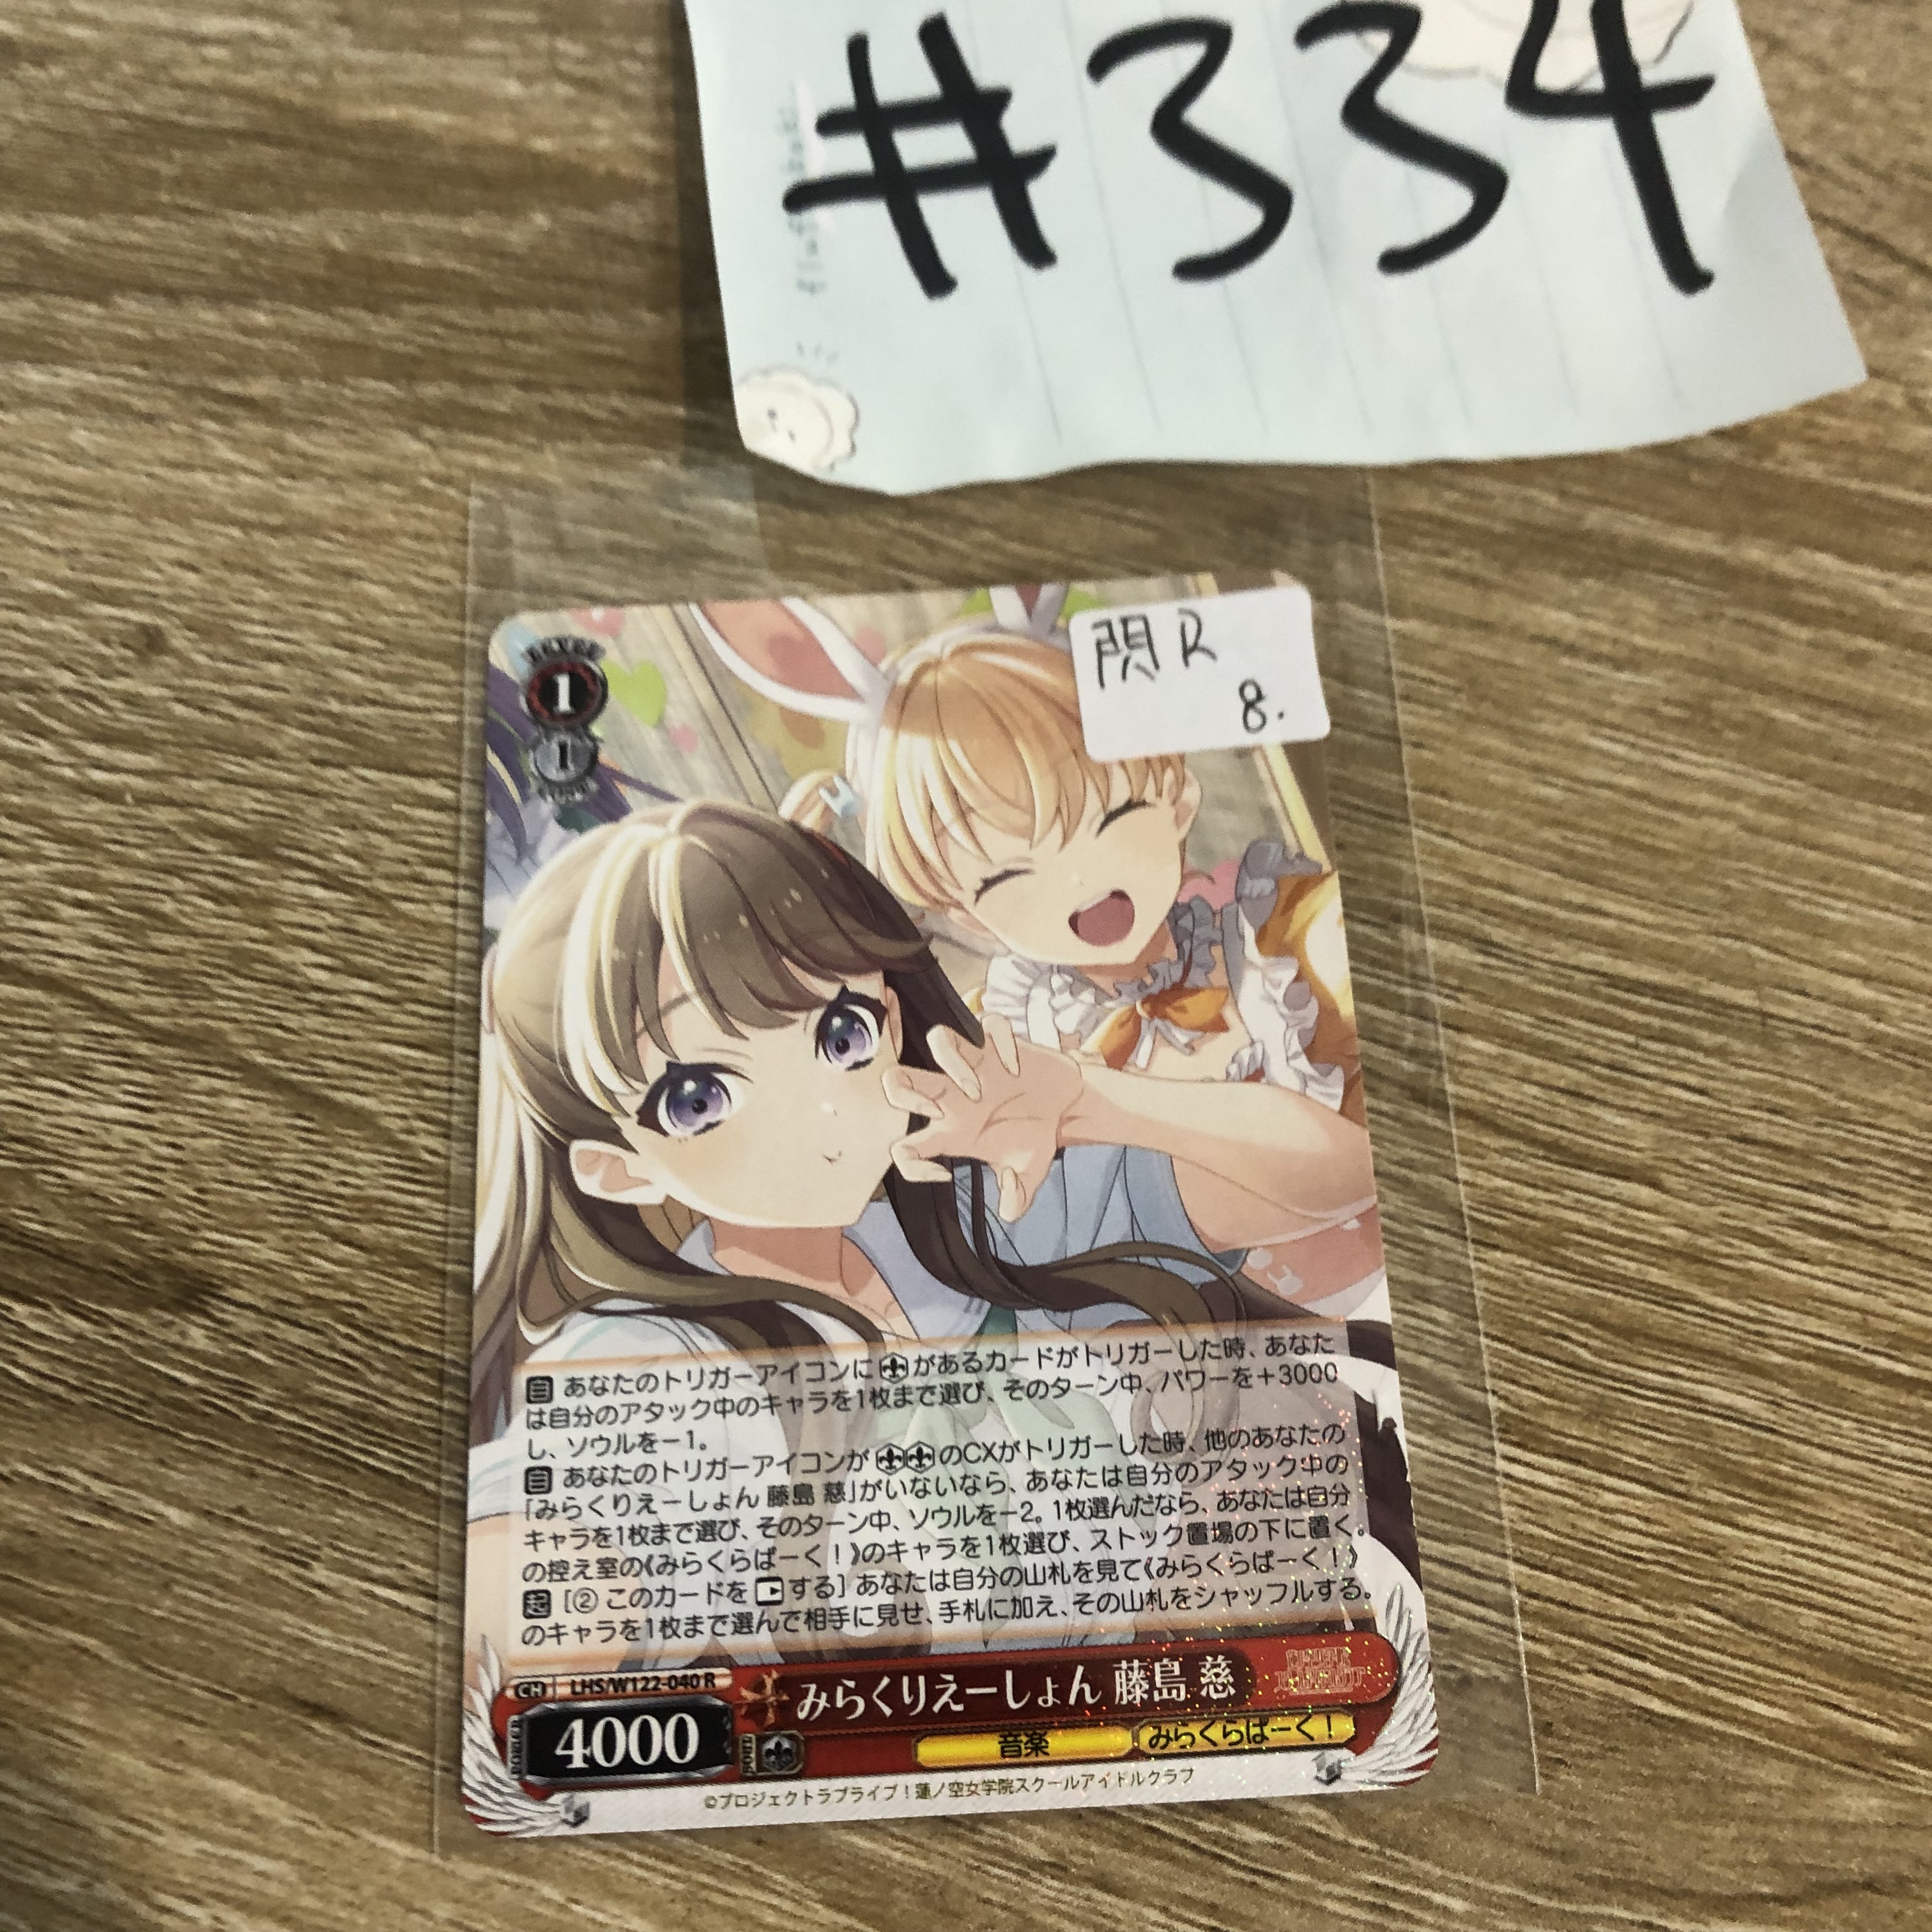 #334
閃R
8.
LEVEL
1
1
自 あなたのトリガーアイコンに があるカードがトリガーした時、あなた
は自分のアタック中のキャラを1枚まで選び、そのターン中、パワーを＋3000
し、ソウルを－1。
自 あなたのトリガーアイコンが のCXがトリガーした時、他のあなたの
「みらくりえーしょん 藤島 慈」がいないなら、あなたは自分のアタック中の
キャラを1枚まで選び、そのターン中、ソウルを－2。1枚選んだなら、あなたは自分
の控え室の《みらくらぱーく！》のキャラを1枚選び、ストック置場の下に置く。
起 [② このカードを する] あなたは自分の山札を見て《みらくらぱーく！》
のキャラを1枚まで選んで相手に見せ、手札に加え、その山札をシャッフルする。
CH LHS/W122-040 R みらくりえーしょん 藤島 慈
POWER 4000 SOUL 音楽 みらくらぱーく！
©プロジェクトラブライブ！蓮ノ空女学院スクールアイドルクラブ